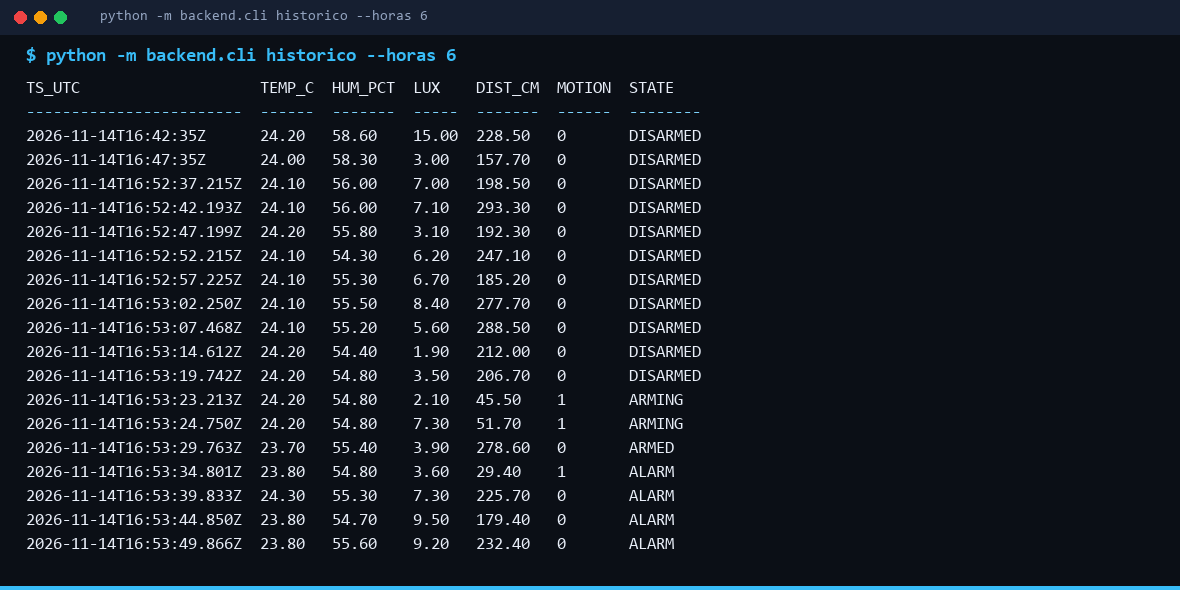 python -m backend.cli historico --horas 6
$ python -m backend.cli historico --horas 6
TS_UTC                    TEMP_C  HUM_PCT  LUX    DIST_CM  MOTION  STATE
------------------------  ------  -------  -----  -------  ------  --------
2026-11-14T16:42:35Z      24.20   58.60    15.00  228.50   0       DISARMED
2026-11-14T16:47:35Z      24.00   58.30    3.00   157.70   0       DISARMED
2026-11-14T16:52:37.215Z  24.10   56.00    7.00   198.50   0       DISARMED
2026-11-14T16:52:42.193Z  24.10   56.00    7.10   293.30   0       DISARMED
2026-11-14T16:52:47.199Z  24.20   55.80    3.10   192.30   0       DISARMED
2026-11-14T16:52:52.215Z  24.10   54.30    6.20   247.10   0       DISARMED
2026-11-14T16:52:57.225Z  24.10   55.30    6.70   185.20   0       DISARMED
2026-11-14T16:53:02.250Z  24.10   55.50    8.40   277.70   0       DISARMED
2026-11-14T16:53:07.468Z  24.10   55.20    5.60   288.50   0       DISARMED
2026-11-14T16:53:14.612Z  24.20   54.40    1.90   212.00   0       DISARMED
2026-11-14T16:53:19.742Z  24.20   54.80    3.50   206.70   0       DISARMED
2026-11-14T16:53:23.213Z  24.20   54.80    2.10   45.50    1       ARMING
2026-11-14T16:53:24.750Z  24.20   54.80    7.30   51.70    1       ARMING
2026-11-14T16:53:29.763Z  23.70   55.40    3.90   278.60   0       ARMED
2026-11-14T16:53:34.801Z  23.80   54.80    3.60   29.40    1       ALARM
2026-11-14T16:53:39.833Z  24.30   55.30    7.30   225.70   0       ALARM
2026-11-14T16:53:44.850Z  23.80   54.70    9.50   179.40   0       ALARM
2026-11-14T16:53:49.866Z  23.80   55.60    9.20   232.40   0       ALARM